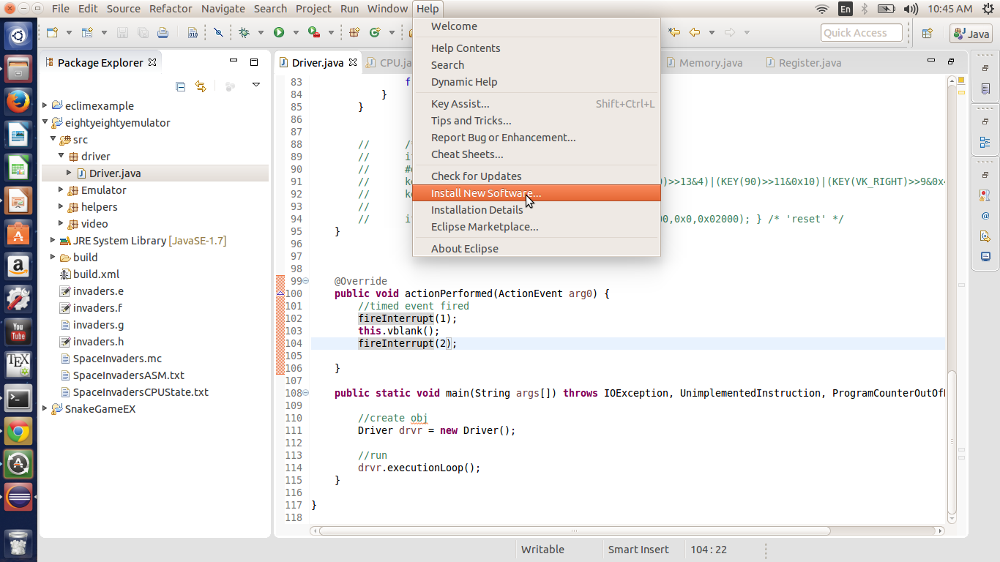 File Edit Source Refactor Navigate Search Project Run Window Help
En 10:45 AM
Quick Access Java
Package Explorer
eclimexample
eightyeightyemulator
src
driver
Driver.java
Emulator
helpers
video
JRE System Library [JavaSE-1.7]
build
build.xml
invaders.e
invaders.f
invaders.g
invaders.h
SpaceInvaders.mc
SpaceInvadersASM.txt
SpaceInvadersCPUState.txt
SnakeGameEX
You
Tube
TEX
Welcome
Help Contents
Search
Dynamic Help
Key Assist... Shift+Ctrl+L
Tips and Tricks...
Report Bug or Enhancement...
Cheat Sheets...
Check for Updates
Install New Software...
Installation Details
Eclipse Marketplace...
About Eclipse
Driver.java CPU.ja Memory.java Register.java
83 f
84 }
85 }
86
87
88 // /*
89 // i
90 // #
91 // k )>>13&4)|(KEY(90)>>11&0x10)|(KEY(VK_RIGHT)>>9&0x
92 // k
93 //
94 // i 00,0x0,0x02000); } /* 'reset' */
95 }
96
97
98
99 @Override
100 public void actionPerformed(ActionEvent arg0) {
101 //timed event fired
102 fireInterrupt(1);
103 this.vblank();
104 fireInterrupt(2);
105
106 }
107
108 public static void main(String args[]) throws IOException, UnimplementedInstruction, ProgramCounterOutOf
109
110 //create obj
111 Driver drvr = new Driver();
112
113 //run
114 drvr.executionLoop();
115 }
116
117 }
118
Writable Smart Insert 104 : 22